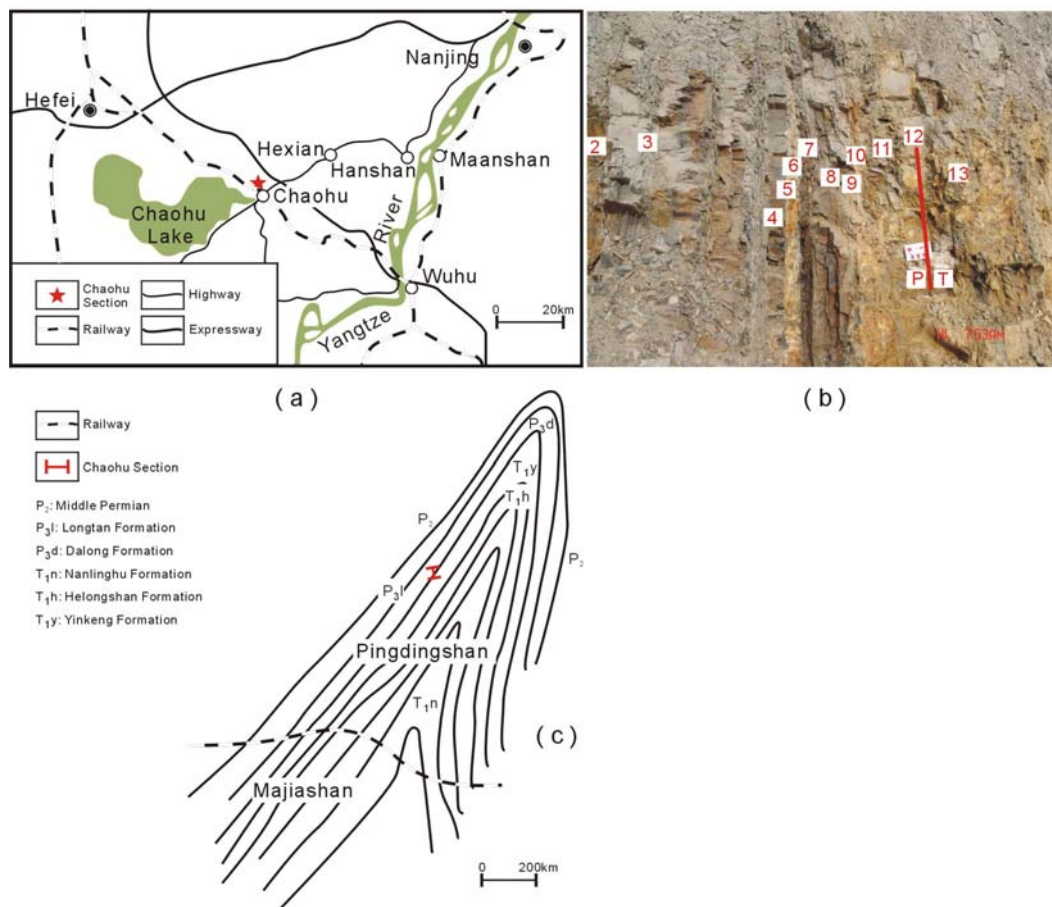 Nanjing
Hefei
Hexian
Hanshan
Maanshan
Chaohu
Chaohu
Lake
River
Wuhu
Yangtze
Chaohu
Section
Highway
Railway
Expressway
0 20km
(a)
2
3
4
5
6
7
8
9
10
11
12
13
P T
(b)
Railway
Chaohu Section
P₂: Middle Permian
P₃l: Longtan Formation
P₃d: Dalong Formation
T₁n: Nanlinghu Formation
T₁h: Helongshan Formation
T₁y: Yinkeng Formation
P₃d
T₁y
T₁h
P₂
P₂
P₃l
Pingdingshan
T₁n
(c)
Majiashan
0 200km